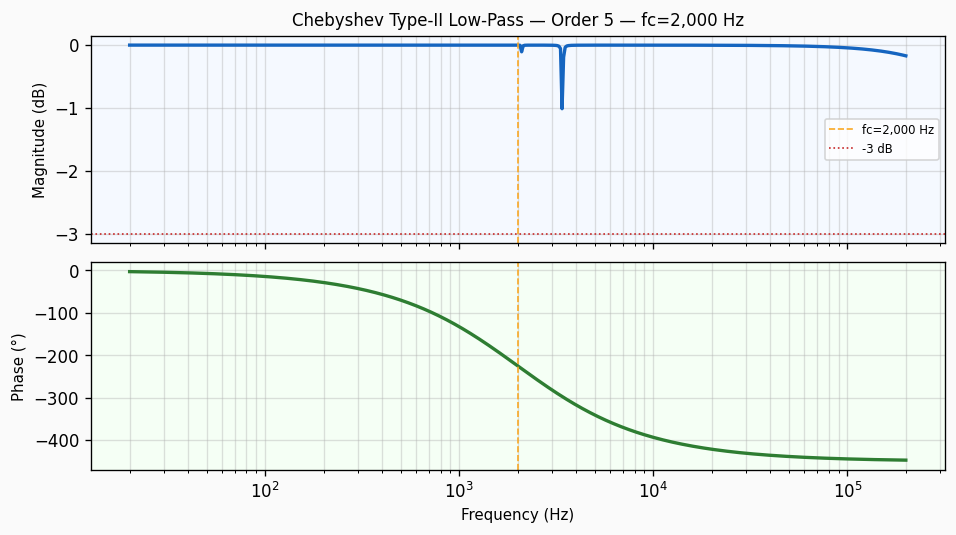 Chebyshev Type-II Low-Pass — Order 5 — fc=2,000 Hz
0
−1
−2
−3
Magnitude (dB)
fc=2,000 Hz
-3 dB
0
−100
−200
−300
−400
Phase (°)
10²
10³
10⁴
10⁵
Frequency (Hz)